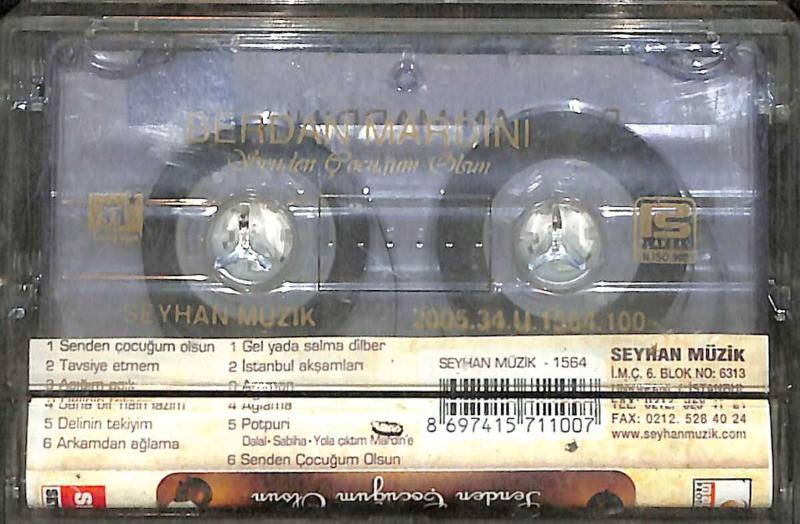 BERDAN MARDİNİ
Senden Çocuğum Olsun
SEYHAN MÜZİK
2005.34.Ü.1564.100
1 Senden çocuğum olsun
2 Tavsiye etmem
5 Delinin tekiyim
6 Arkamdan ağlama
1 Gel yada salma dilber
2 İstanbul akşamları
4 Ağlama
5 Potpuri
Dalal - Sabiha - Yola çıktım Mardin'e
6 Senden Çocuğum Olsun
SEYHAN MÜZİK - 1564
8 697415 711007
SEYHAN MÜZİK
İ.M.Ç. 6. BLOK NO: 6313
FAX: 0212. 528 40 24
www.seyhanmuzik.com
Senden Çocuğum Olsun